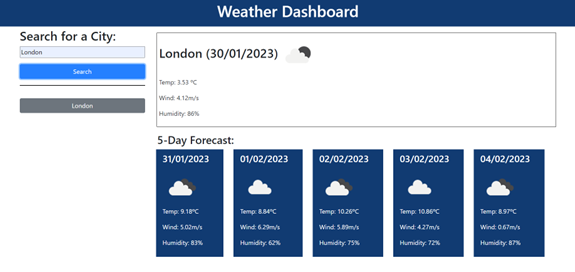 Weather Dashboard
Search for a City:
London
Search
London
London (30/01/2023)
Temp: 3.53 °C
Wind: 4.12m/s
Humidity: 86%
5-Day Forecast:
31/01/2023
Temp: 9.18°C
Wind: 5.02m/s
Humidity: 83%
01/02/2023
Temp: 8.84°C
Wind: 6.29m/s
Humidity: 62%
02/02/2023
Temp: 10.26°C
Wind: 5.89m/s
Humidity: 75%
03/02/2023
Temp: 10.86°C
Wind: 4.27m/s
Humidity: 72%
04/02/2023
Temp: 8.97°C
Wind: 0.67m/s
Humidity: 87%